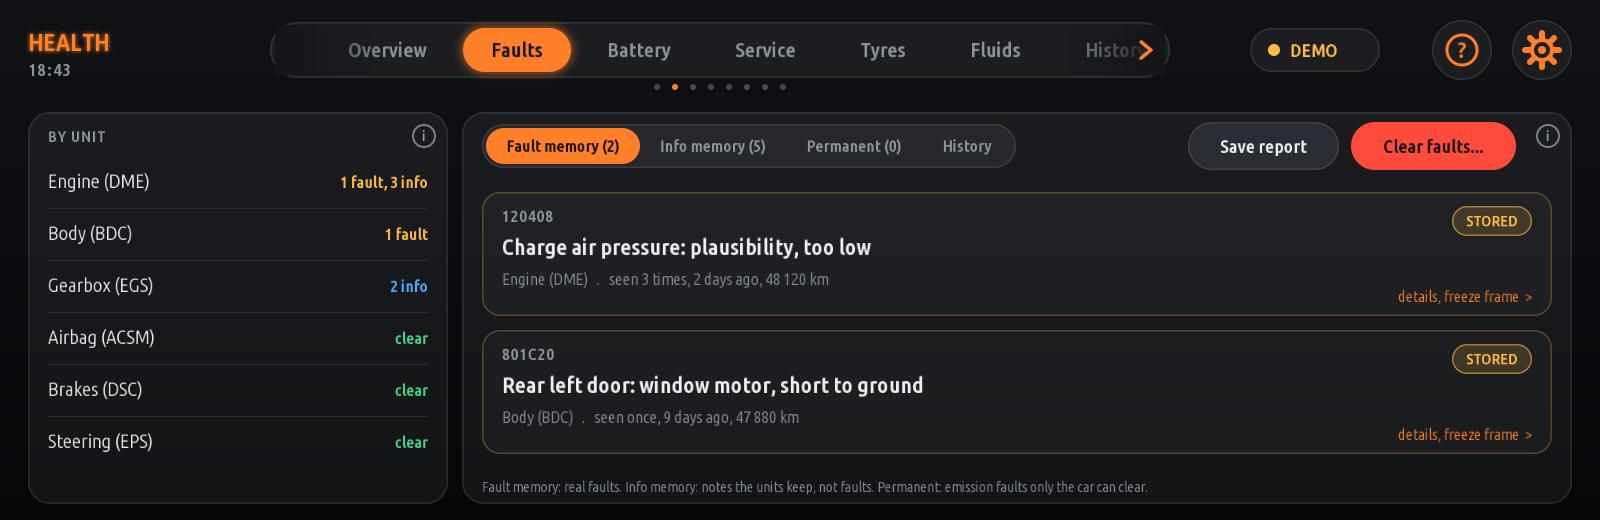 HEALTH
18:43
Overview Faults Battery Service Tyres Fluids History
DEMO
?
BY UNIT
i
Engine (DME) 1 fault, 3 info
Body (BDC) 1 fault
Gearbox (EGS) 2 info
Airbag (ACSM) clear
Brakes (DSC) clear
Steering (EPS) clear
Fault memory (2) Info memory (5) Permanent (0) History
Save report
Clear faults...
i
120408
STORED
Charge air pressure: plausibility, too low
Engine (DME) . seen 3 times, 2 days ago, 48 120 km
details, freeze frame >
801C20
STORED
Rear left door: window motor, short to ground
Body (BDC) . seen once, 9 days ago, 47 880 km
details, freeze frame >
Fault memory: real faults. Info memory: notes the units keep, not faults. Permanent: emission faults only the car can clear.